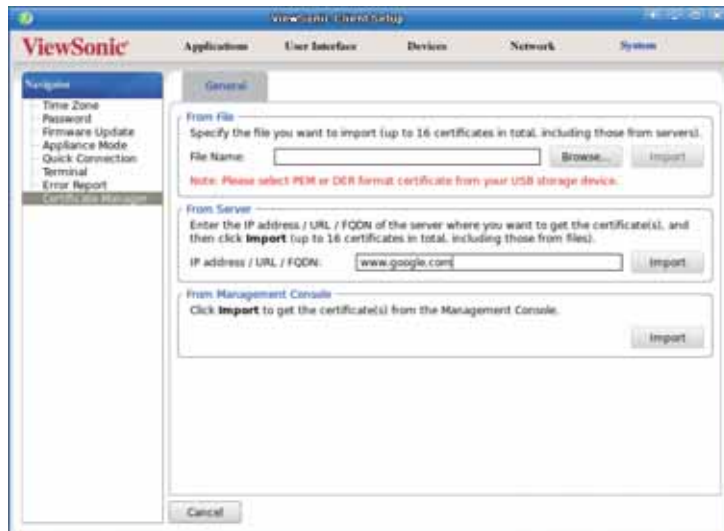 ViewSonic Client Setup
ViewSonic
Applications User Interface Devices Network System
Navigator
Time Zone
Password
Firmware Update
Appliance Mode
Quick Connection
Terminal
Error Report
Certificate Manager
General
From File
Specify the file you want to import (up to 16 certificates in total, including those from servers).
File Name: Browse... Import
Note: Please select PEM or DER format certificate from your USB storage device.
From Server
Enter the IP address / URL / FQDN of the server where you want to get the certificate(s), and
then click Import (up to 16 certificates in total, including those from files).
IP address / URL / FQDN: www.google.com Import
From Management Console
Click Import to get the certificate(s) from the Management Console.
Import
Cancel